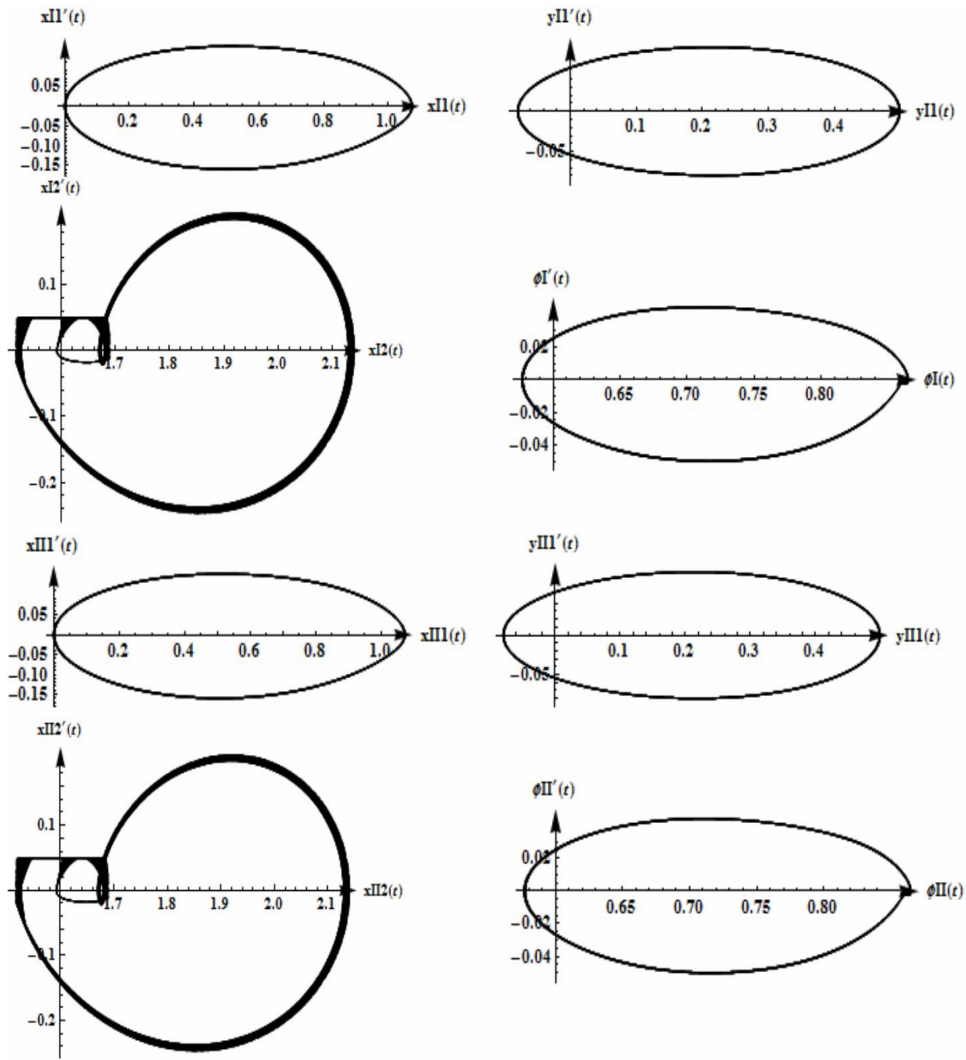 xI1′(t)
0.05
−0.05
−0.10
−0.15
0.2 0.4 0.6 0.8 1.0
xI1(t)
yI1′(t)
−0.05
0.1 0.2 0.3 0.4
yI1(t)
xI2′(t)
0.1
−0.1
−0.2
1.7 1.8 1.9 2.0 2.1
xI2(t)
ϕI′(t)
0.02
−0.02
−0.04
0.65 0.70 0.75 0.80
ϕI(t)
xII1′(t)
0.05
−0.05
−0.10
−0.15
0.2 0.4 0.6 0.8 1.0
xII1(t)
yII1′(t)
−0.05
0.1 0.2 0.3 0.4
yII1(t)
xII2′(t)
0.1
−0.1
−0.2
1.7 1.8 1.9 2.0 2.1
xII2(t)
ϕII′(t)
0.02
−0.02
−0.04
0.65 0.70 0.75 0.80
ϕII(t)